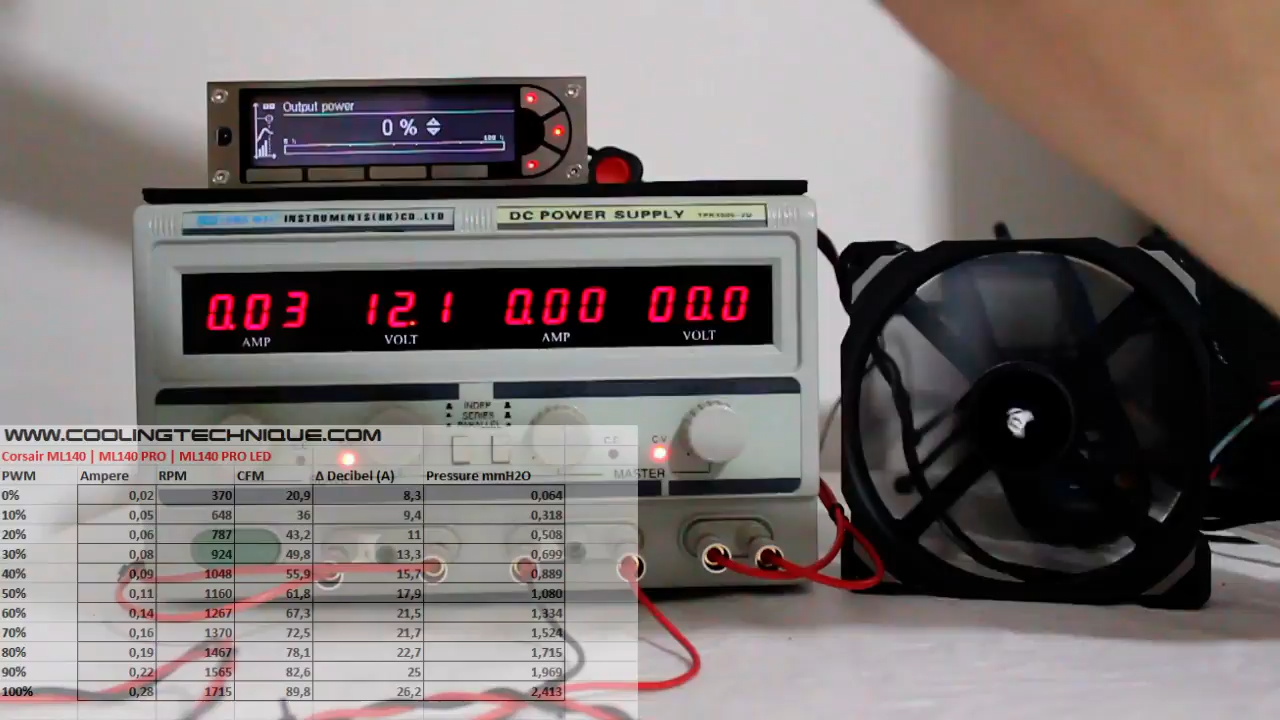 Output power
0 %
INSTRUMENTS(HK)CO.,LTD
DC POWER SUPPLY
0.03 12.1 0.00 00.0
AMP VOLT AMP VOLT
INDEP
SERIES
PARALLEL
C.C C.V
MASTER
WWW.COOLINGTECHNIQUE.COM
Corsair ML140 | ML140 PRO | ML140 PRO LED
PWM Ampere RPM CFM Δ Decibel (A) Pressure mmH2O
0% 0,02 370 20,9 8,3 0,064
10% 0,05 648 36 9,4 0,318
20% 0,06 787 43,2 11 0,508
30% 0,08 924 49,8 13,3 0,699
40% 0,09 1048 55,9 15,7 0,889
50% 0,11 1160 61,8 17,9 1,080
60% 0,14 1267 67,3 21,5 1,334
70% 0,16 1370 72,5 21,7 1,524
80% 0,19 1467 78,1 22,7 1,715
90% 0,22 1565 82,6 25 1,969
100% 0,28 1715 89,8 26,2 2,413